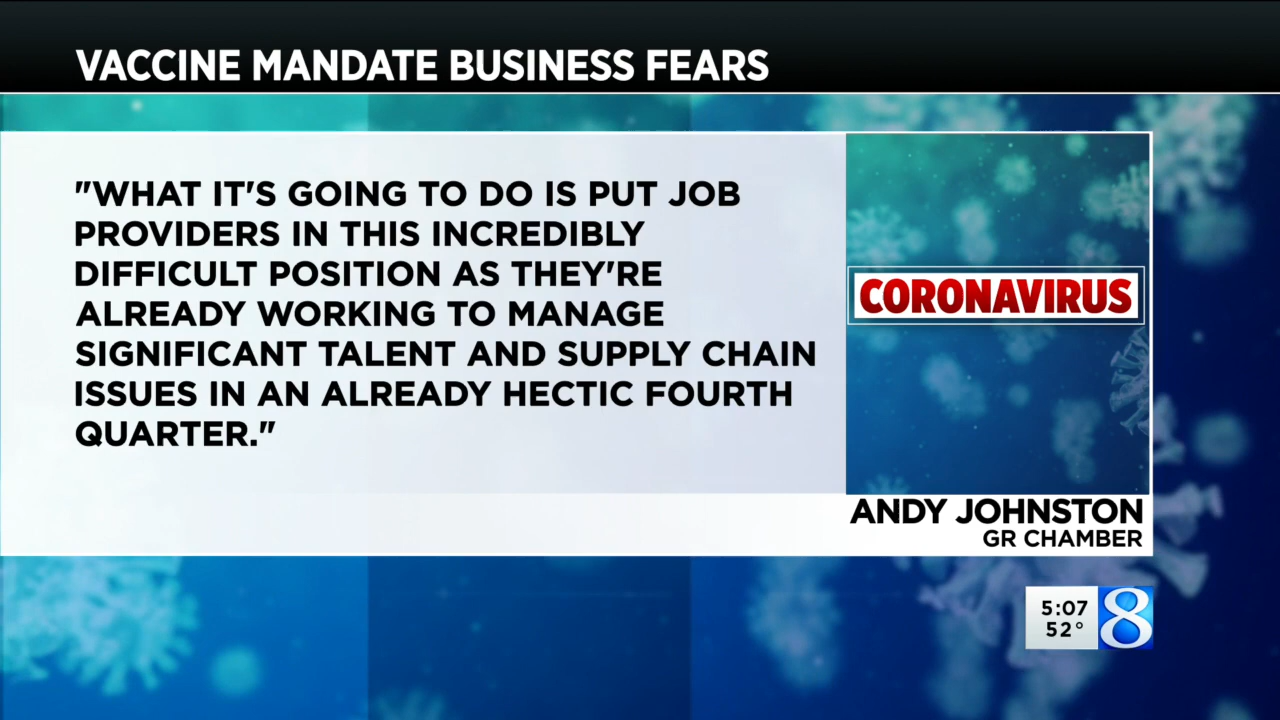 VACCINE MANDATE BUSINESS FEARS
"WHAT IT'S GOING TO DO IS PUT JOB
PROVIDERS IN THIS INCREDIBLY
DIFFICULT POSITION AS THEY'RE
ALREADY WORKING TO MANAGE
SIGNIFICANT TALENT AND SUPPLY CHAIN
ISSUES IN AN ALREADY HECTIC FOURTH
QUARTER."
CORONAVIRUS
ANDY JOHNSTON
GR CHAMBER
5:07
52°
8